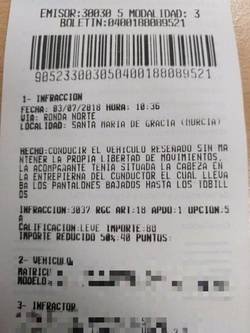 EMISOR:30030 5 MODALIDAD: 3
BOLETIN:0400188089521
90523300305040018808​9521
1- INFRACCION
FECHA: 03/07/2018 HORA: 10:36
VIA: RONDA NORTE
LOCALIDAD: SANTA MARIA DE GRACIA (MURCIA)
HECHO:CONDUCIR EL VEHICULO RESEÑADO SIN MA
NTENER LA PROPIA LIBERTAD DE MOVIMIENTOS,
LA ACOMPAÑANTE TENIA SITUADA LA CABEZA EN
LA ENTREPIERNA DEL CONDUCTOR EL CUAL LLEVA
BA LOS PANTALONES BAJADOS HASTA LOS TOBILL
OS
INFRACCION:3037 RGC ART:18 APDO:1 OPCION:5
A
CALIFICACION:LEVE IMPORTE:80
IMPORTE REDUCIDO 50%:40 PUNTOS:
2- VEHICULO
MATRICU
MODELO:
3- INFRACTOR